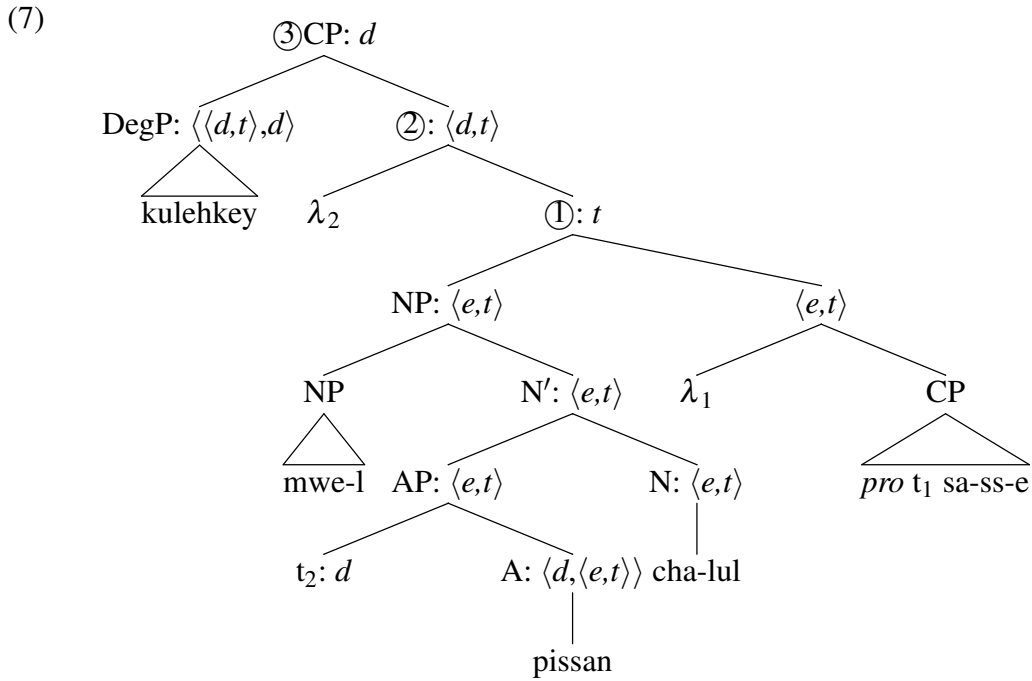 (7)
③CP: d
DegP: ⟨⟨d,t⟩,d⟩ ②: ⟨d,t⟩
kulehkey λ₂ ①: t
NP: ⟨e,t⟩ ⟨e,t⟩
NP N′: ⟨e,t⟩ λ₁ CP
mwe-l AP: ⟨e,t⟩ N: ⟨e,t⟩ pro t₁ sa-ss-e
t₂: d A: ⟨d,⟨e,t⟩⟩ cha-lul
pissan